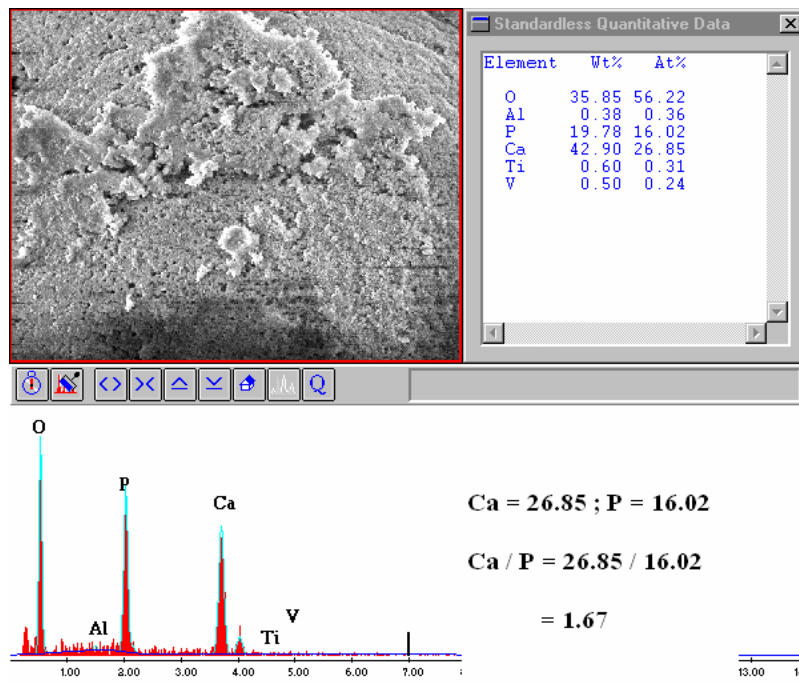 Standardless Quantitative Data
Element Wt% At%
O 35.85 56.22
Al 0.38 0.36
P 19.78 16.02
Ca 42.90 26.85
Ti 0.60 0.31
V 0.50 0.24
Q
O
P
Ca
Al
Ti
V
Ca = 26.85 ; P = 16.02
Ca / P = 26.85 / 16.02
= 1.67
1.00 2.00 3.00 4.00 5.00 6.00 7.00 13.00